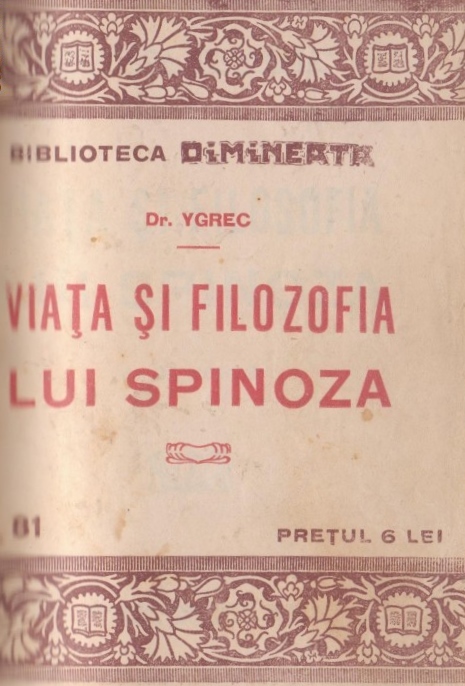 BIBLIOTECA DiMiNEAȚA
Dr. YGREC
VIAȚA ȘI FILOZOFIA
LUI SPINOZA
81
PREȚUL 6 LEI